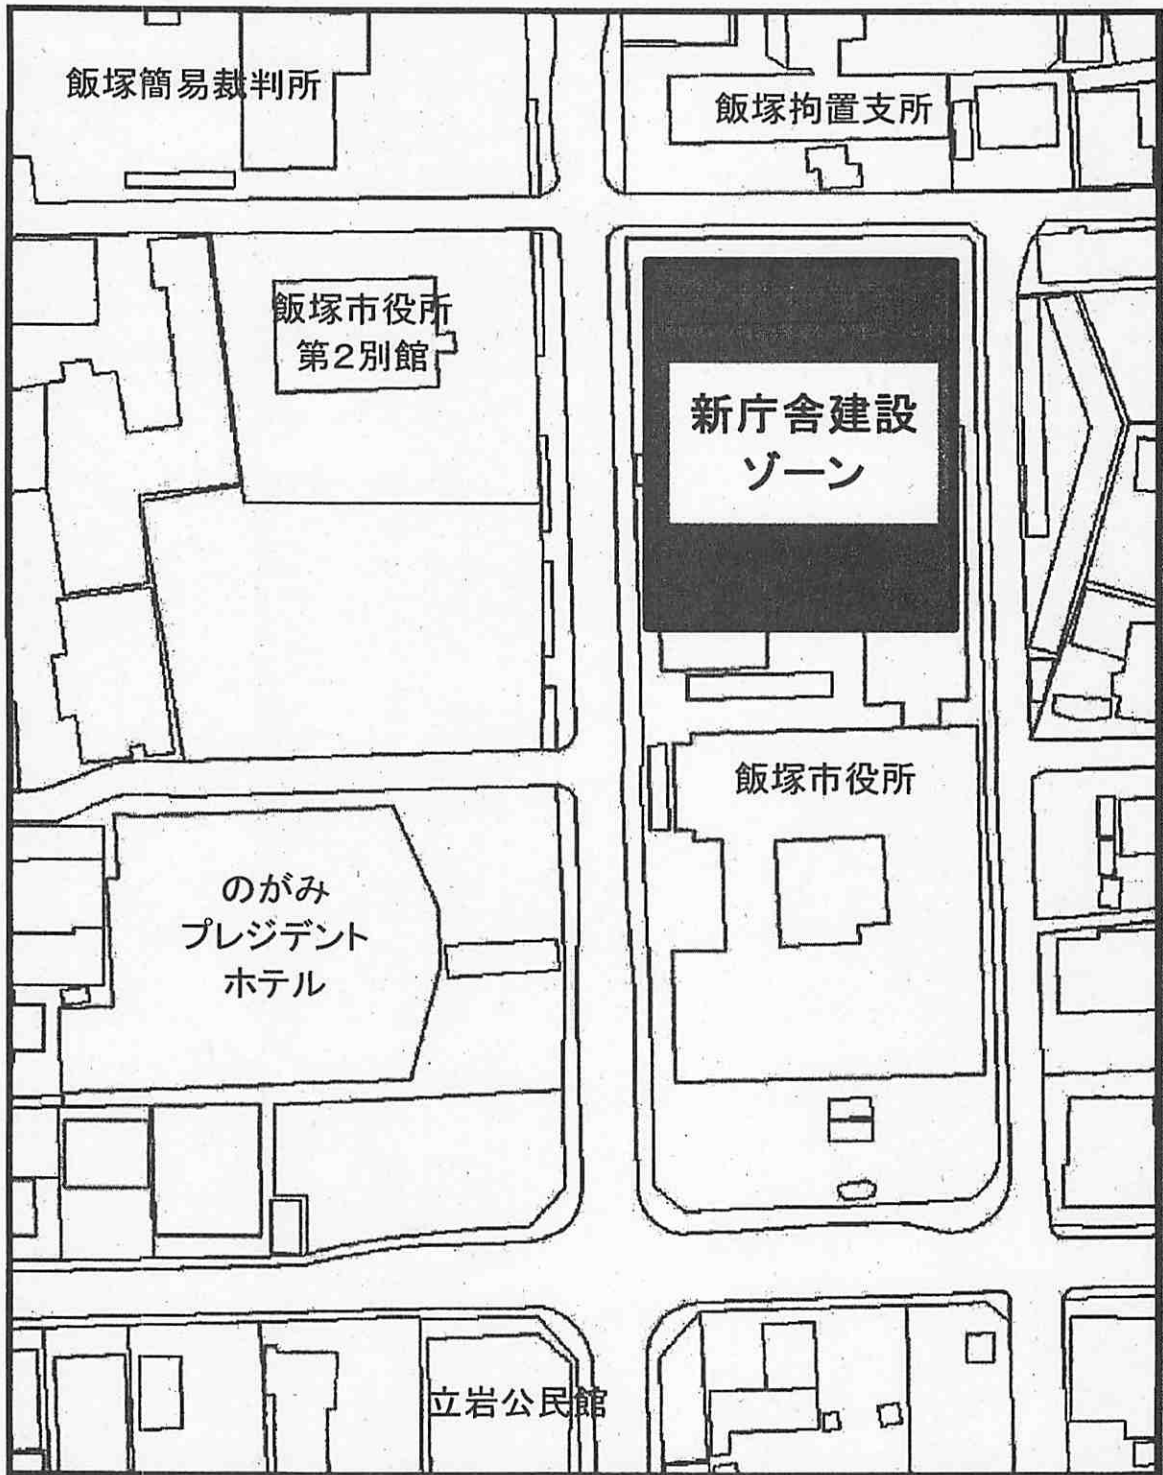 飯塚簡易裁判所
飯塚拘置支所
飯塚市役所
第2別館
新庁舎建設
ゾーン
飯塚市役所
のがみ
プレジデント
ホテル
立岩公民館